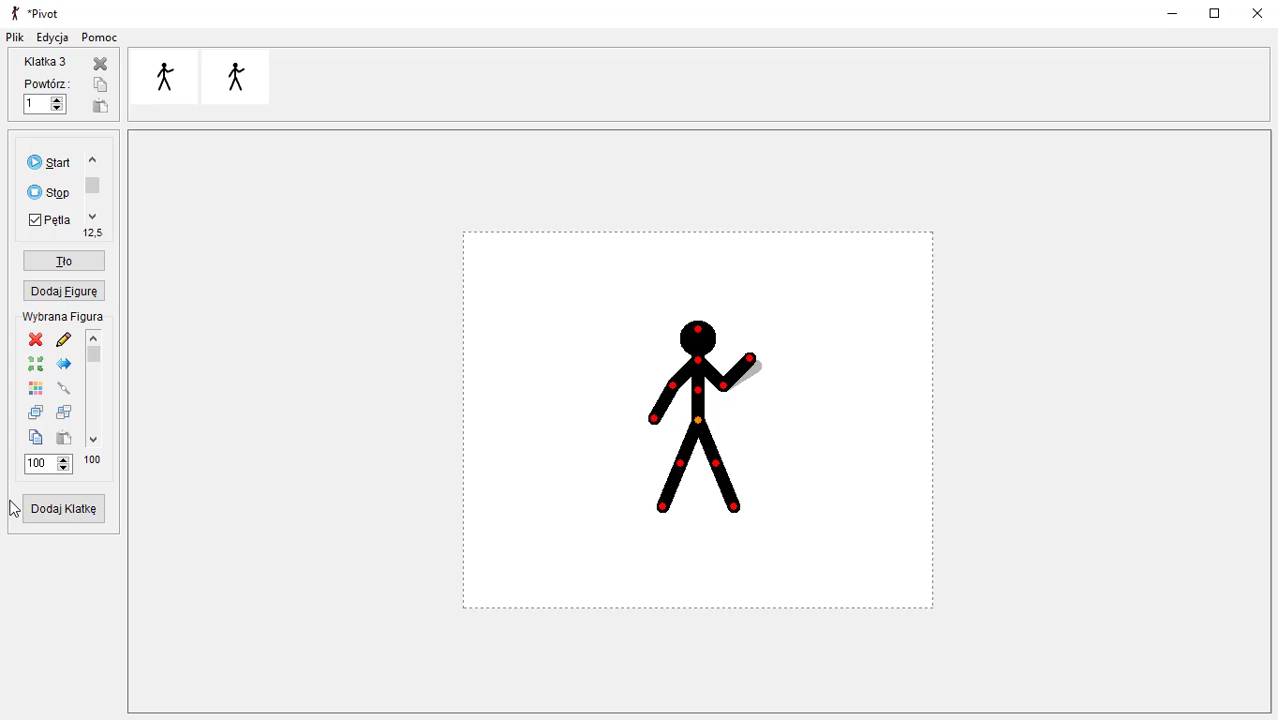 *Pivot
Plik Edycja Pomoc
Klatka 3
Powtórz :
1
Start
Stop
Pętla
12,5
Tło
Dodaj Figurę
Wybrana Figura
100
100
Dodaj Klatkę